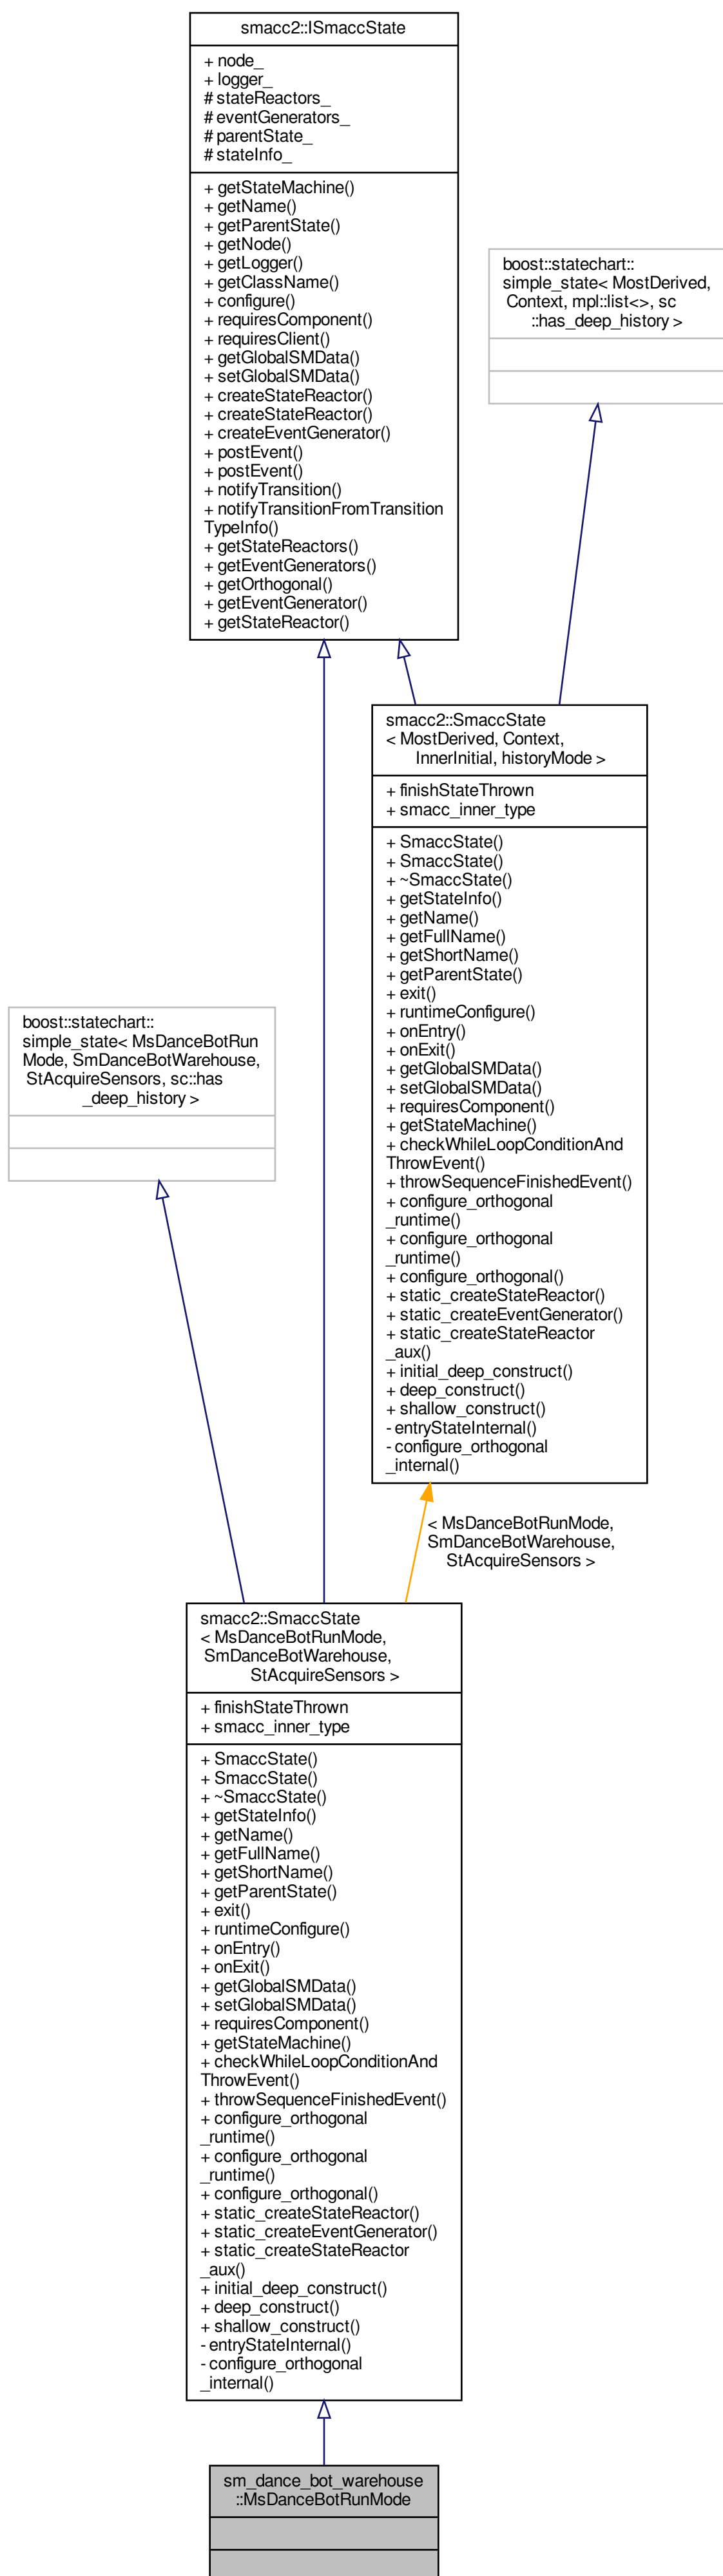 smacc2::ISmaccState
+ node_
+ logger_
# stateReactors_
# eventGenerators_
# parentState_
# stateInfo_
+ getStateMachine()
+ getName()
+ getParentState()
+ getNode()
+ getLogger()
+ getClassName()
+ configure()
+ requiresComponent()
+ requiresClient()
+ getGlobalSMData()
+ setGlobalSMData()
+ createStateReactor()
+ createStateReactor()
+ createEventGenerator()
+ postEvent()
+ postEvent()
+ notifyTransition()
+ notifyTransitionFromTransition
TypeInfo()
+ getStateReactors()
+ getEventGenerators()
+ getOrthogonal()
+ getEventGenerator()
+ getStateReactor()
boost::statechart::
simple_state< MostDerived,
Context, mpl::list<>, sc
::has_deep_history >
smacc2::SmaccState
< MostDerived, Context,
InnerInitial, historyMode >
+ finishStateThrown
+ smacc_inner_type
+ SmaccState()
+ SmaccState()
+ ~SmaccState()
+ getStateInfo()
+ getName()
+ getFullName()
+ getShortName()
+ getParentState()
+ exit()
+ runtimeConfigure()
+ onEntry()
+ onExit()
+ getGlobalSMData()
+ setGlobalSMData()
+ requiresComponent()
+ getStateMachine()
+ checkWhileLoopConditionAnd
ThrowEvent()
+ throwSequenceFinishedEvent()
+ configure_orthogonal
_runtime()
+ configure_orthogonal
_runtime()
+ configure_orthogonal()
+ static_createStateReactor()
+ static_createEventGenerator()
+ static_createStateReactor
_aux()
+ initial_deep_construct()
+ deep_construct()
+ shallow_construct()
- entryStateInternal()
- configure_orthogonal
_internal()
boost::statechart::
simple_state< MsDanceBotRun
Mode, SmDanceBotWarehouse,
StAcquireSensors, sc::has
_deep_history >
< MsDanceBotRunMode,
SmDanceBotWarehouse,
StAcquireSensors >
smacc2::SmaccState
< MsDanceBotRunMode,
SmDanceBotWarehouse,
StAcquireSensors >
+ finishStateThrown
+ smacc_inner_type
+ SmaccState()
+ SmaccState()
+ ~SmaccState()
+ getStateInfo()
+ getName()
+ getFullName()
+ getShortName()
+ getParentState()
+ exit()
+ runtimeConfigure()
+ onEntry()
+ onExit()
+ getGlobalSMData()
+ setGlobalSMData()
+ requiresComponent()
+ getStateMachine()
+ checkWhileLoopConditionAnd
ThrowEvent()
+ throwSequenceFinishedEvent()
+ configure_orthogonal
_runtime()
+ configure_orthogonal
_runtime()
+ configure_orthogonal()
+ static_createStateReactor()
+ static_createEventGenerator()
+ static_createStateReactor
_aux()
+ initial_deep_construct()
+ deep_construct()
+ shallow_construct()
- entryStateInternal()
- configure_orthogonal
_internal()
sm_dance_bot_warehouse
::MsDanceBotRunMode